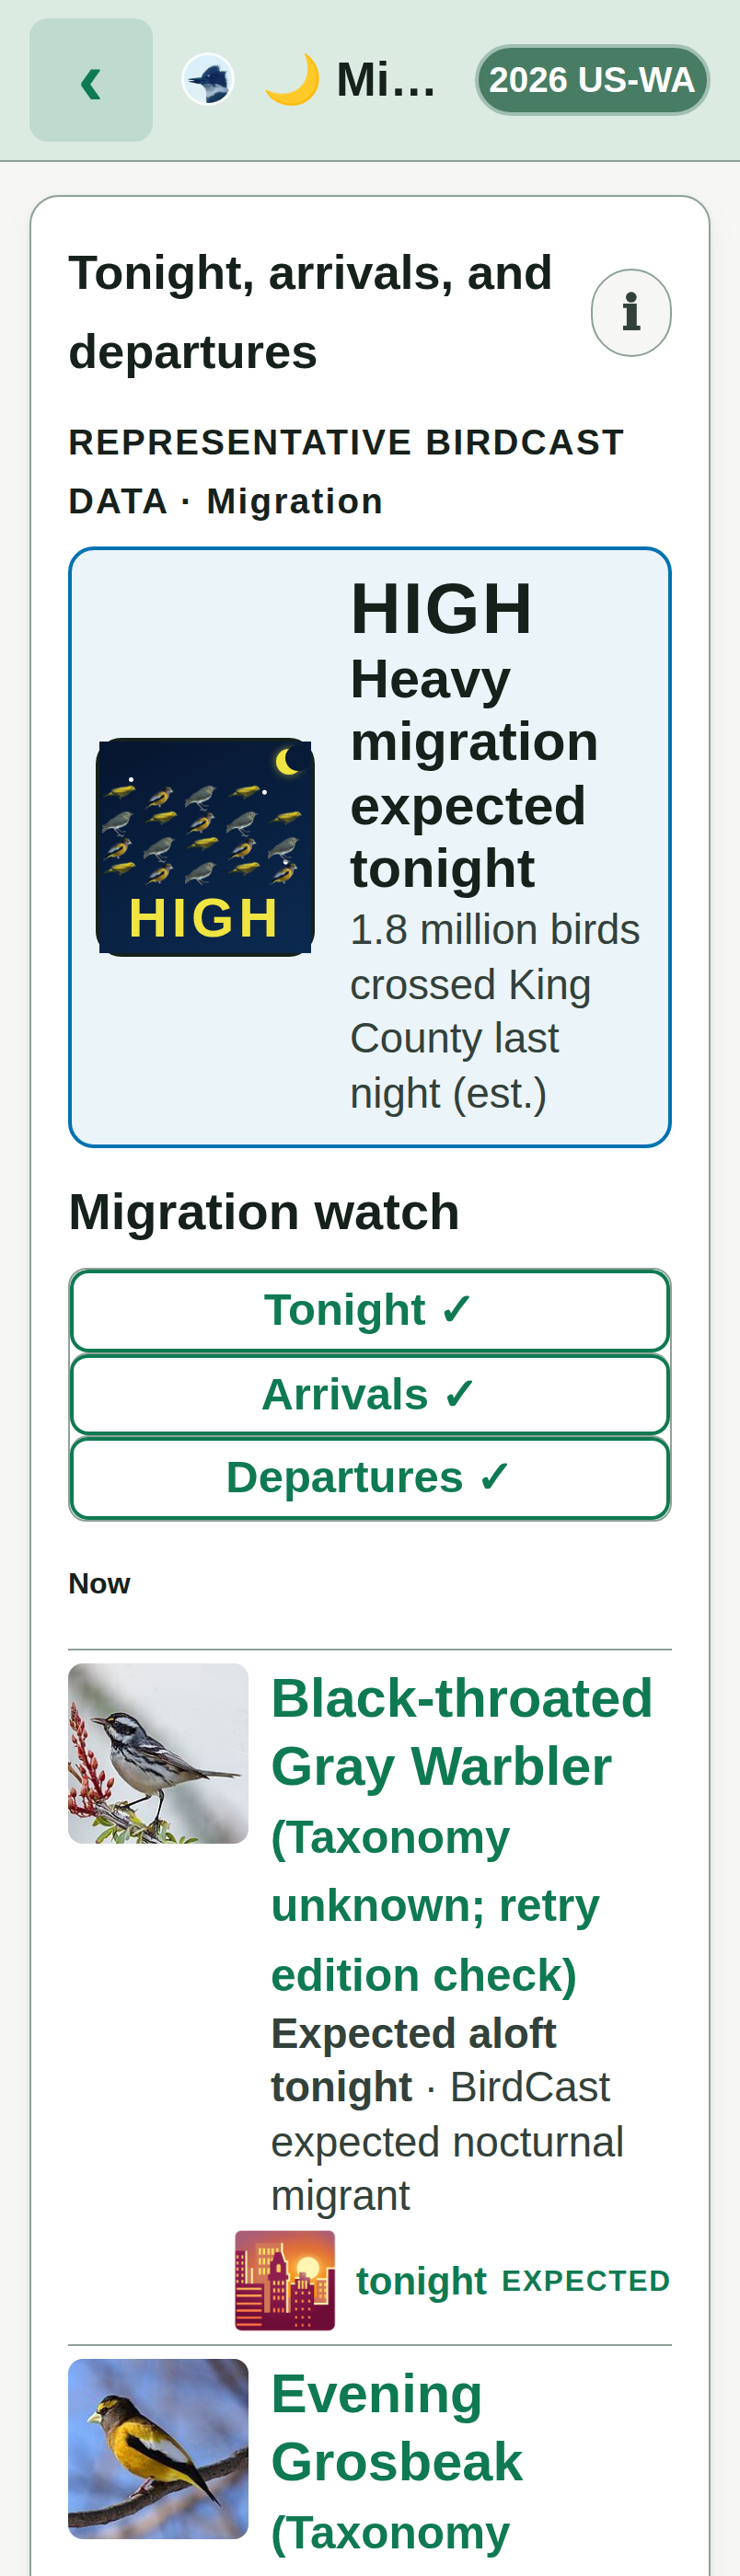 ‹ 🌙 Mi... 2026 US-WA
Tonight, arrivals, and
departures
i
REPRESENTATIVE BIRDCAST
DATA · Migration
HIGH
HIGH
Heavy
migration
expected
tonight
1.8 million birds
crossed King
County last
night (est.)
Migration watch
Tonight ✓
Arrivals ✓
Departures ✓
Now
Black-throated
Gray Warbler
(Taxonomy
unknown; retry
edition check)
Expected aloft
tonight · BirdCast
expected nocturnal
migrant
tonight EXPECTED
Evening
Grosbeak
(Taxonomy